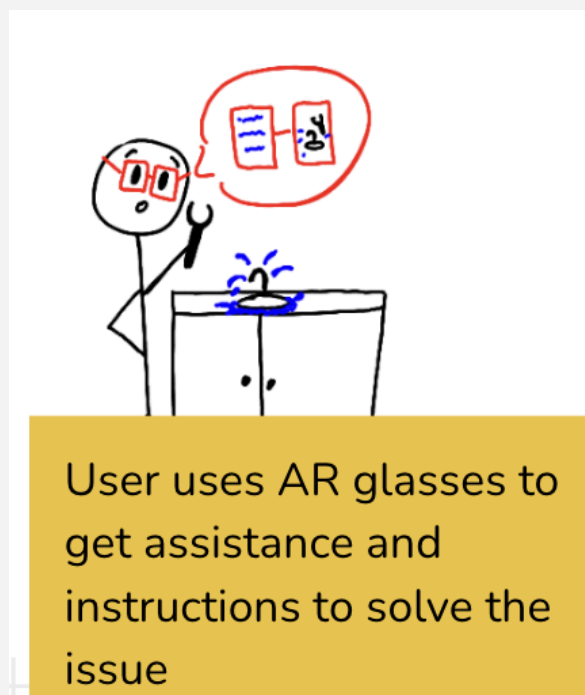 User uses AR glasses to
get assistance and
instructions to solve the
issue